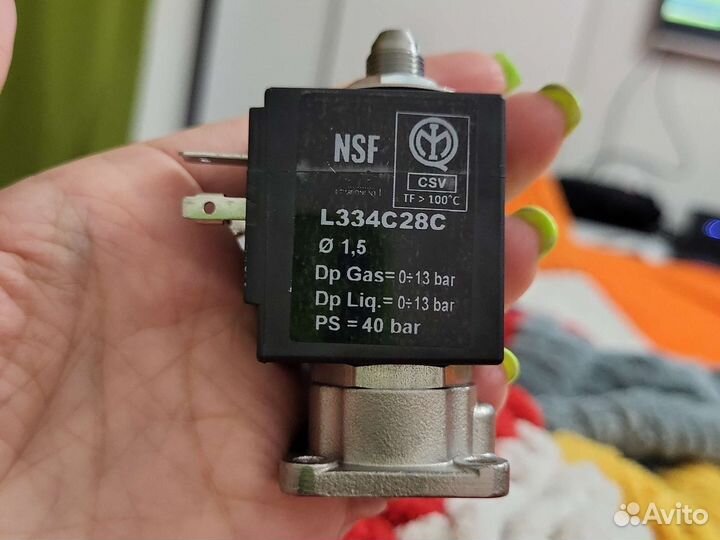 NSF
CSV
TF > 100°C
L334C28C
Ø 1,5
Dp Gas= 0÷13 bar
Dp Liq.= 0÷13 bar
PS = 40 bar
Avito